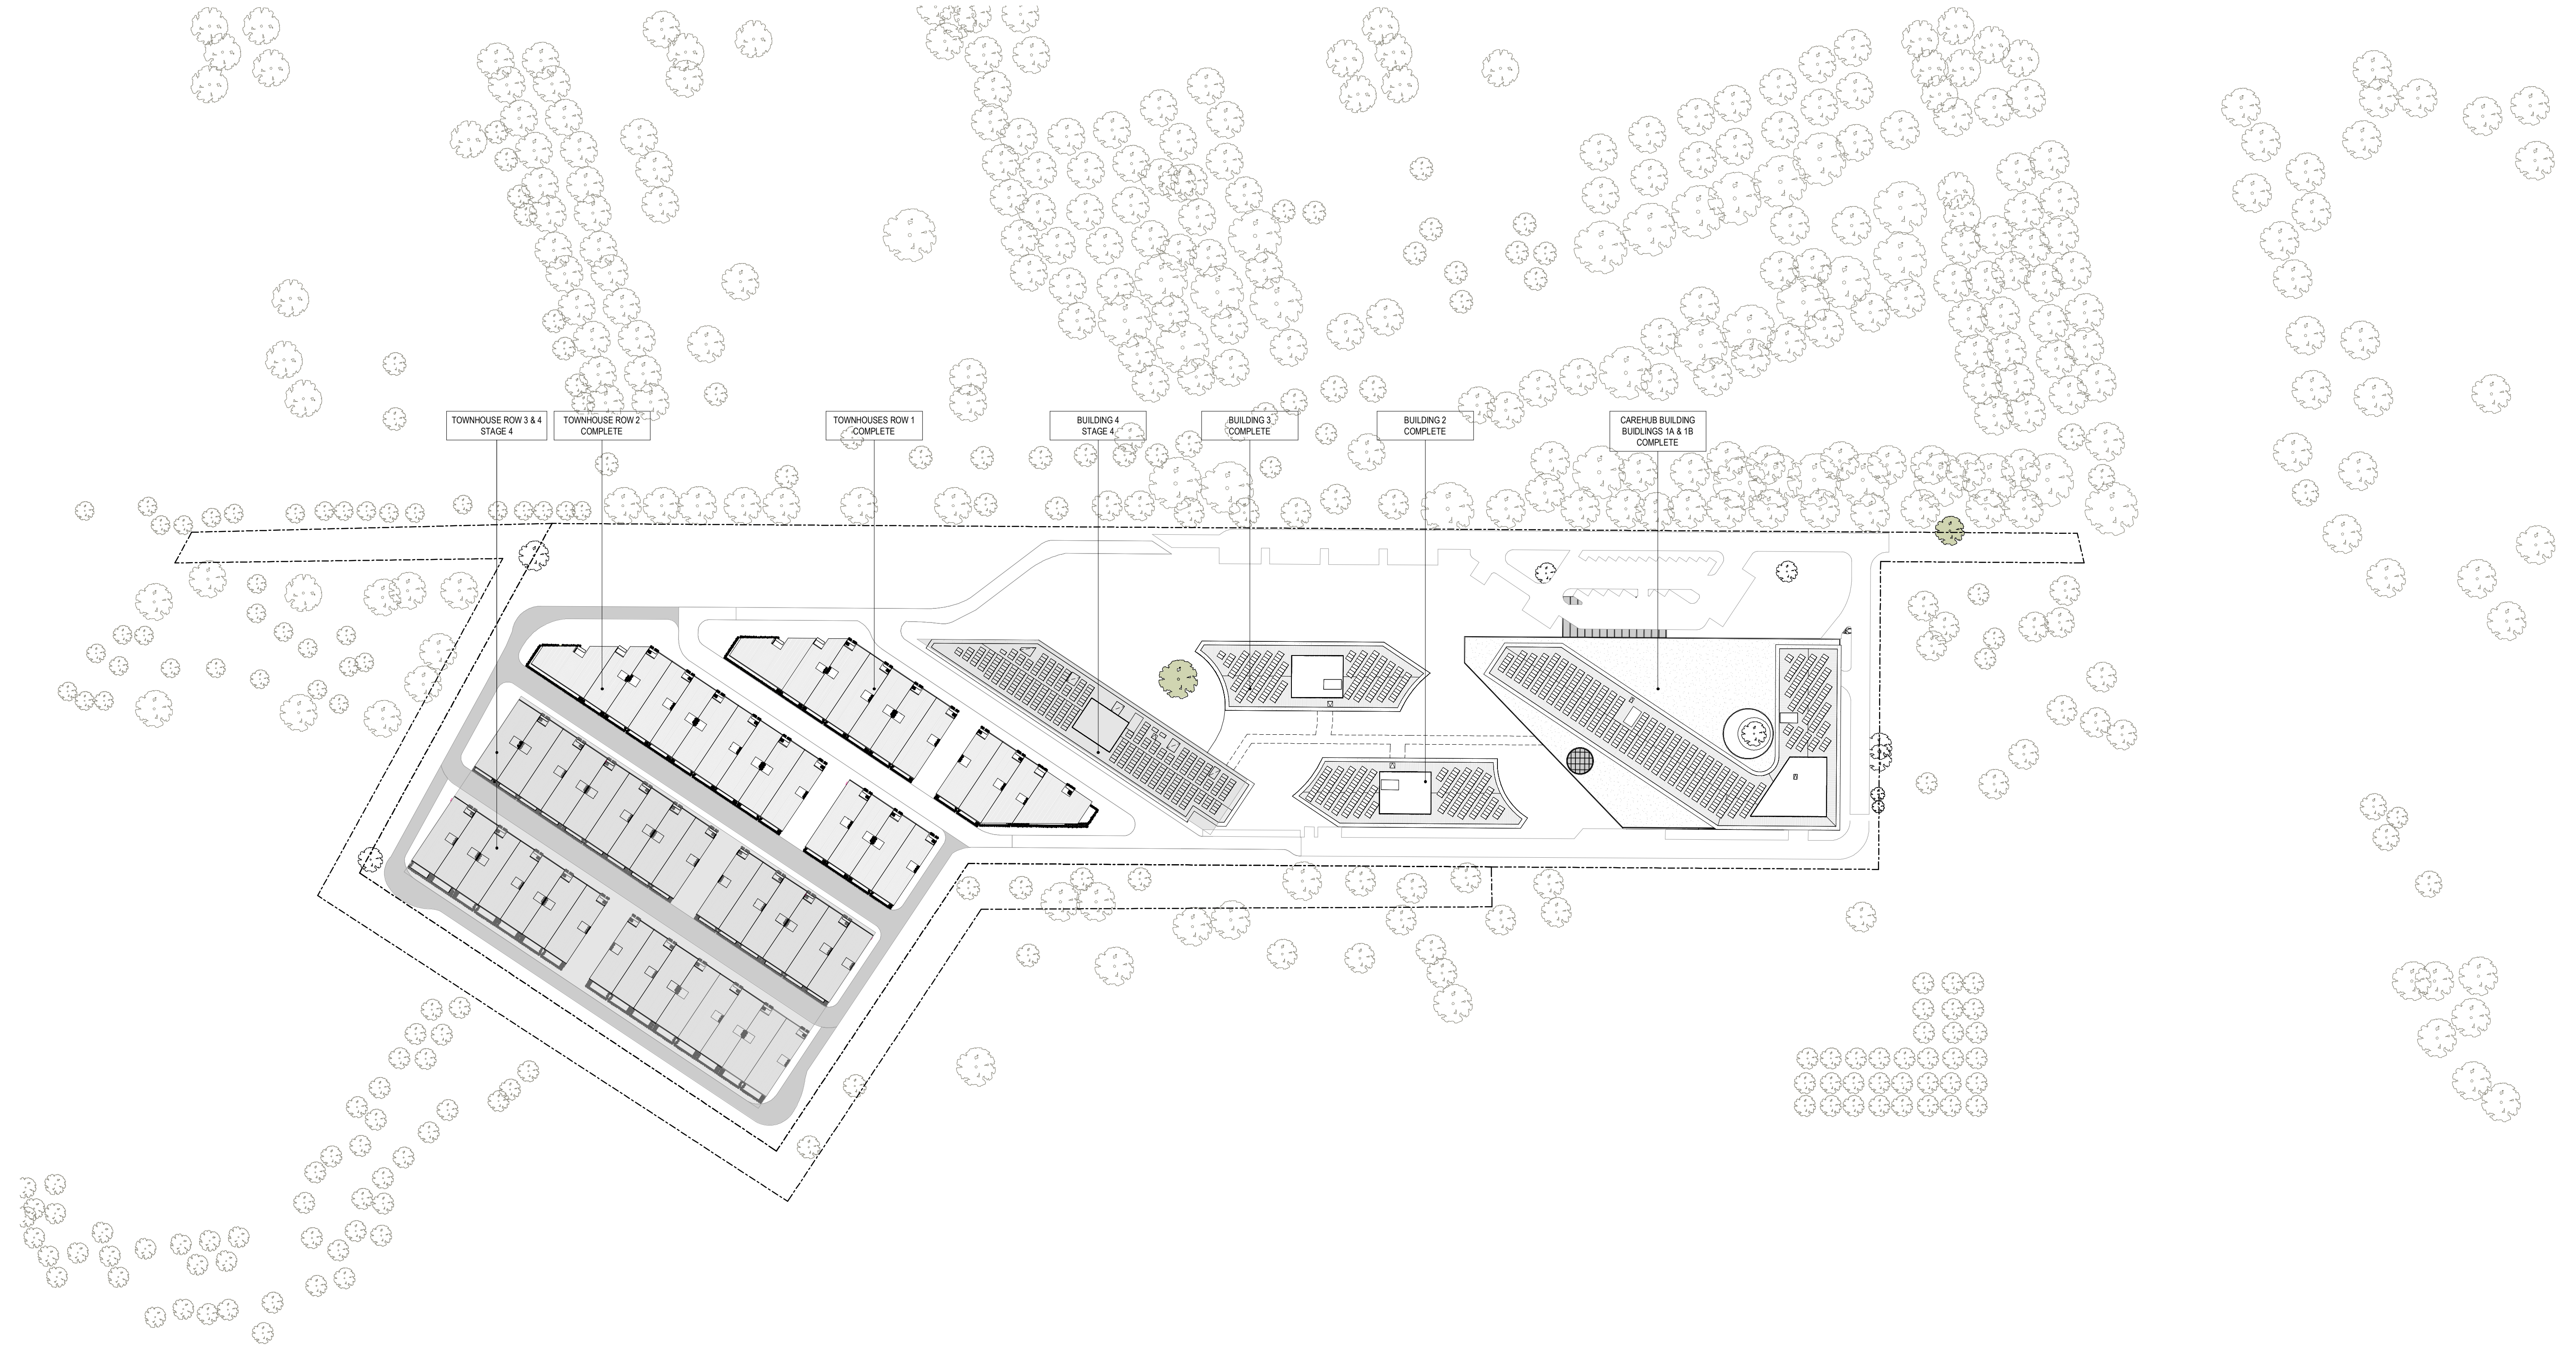 TOWNHOUSE ROW 3 & 4
STAGE 4
TOWNHOUSE ROW 2
COMPLETE
TOWNHOUSES ROW 1
COMPLETE
BUILDING 4
STAGE 4
BUILDING 3
COMPLETE
BUILDING 2
COMPLETE
CAREHUB BUILDING
BUIDLINGS 1A & 1B
COMPLETE